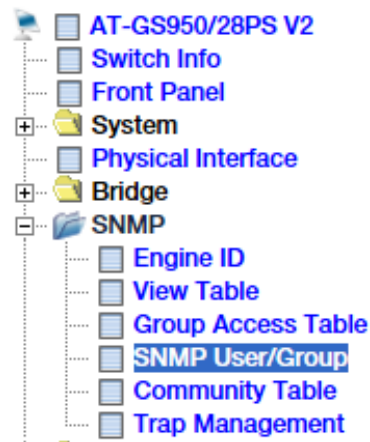 AT-GS950/28PS V2
Switch Info
Front Panel
System
Physical Interface
Bridge
SNMP
Engine ID
View Table
Group Access Table
SNMP User/Group
Community Table
Trap Management